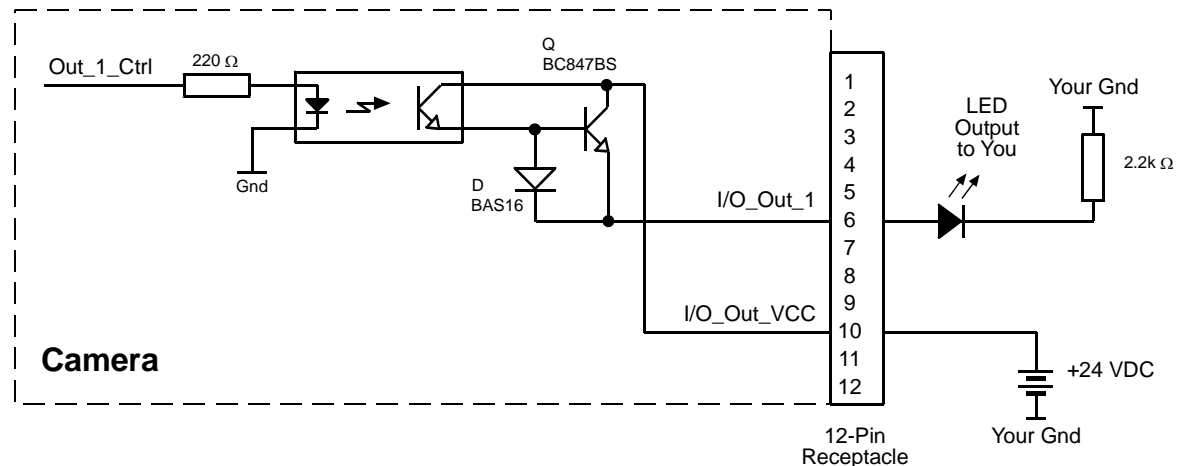 Out_1_Ctrl
220 Ω
Gnd
Q
BC847BS
D
BAS16
I/O_Out_1
I/O_Out_VCC
Camera
1
2
3
4
5
6
7
8
9
10
11
12
12-Pin
Receptacle
LED
Output
to You
Your Gnd
2.2k Ω
+24 VDC
Your Gnd